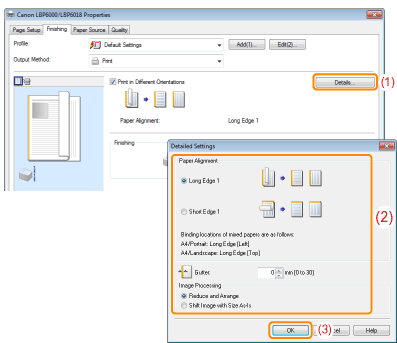 Canon LBP6000/LBP6018 Properties
Page Setup Finishing Paper Source Quality
Profile: Default Settings Add(1)... Edit(2)...
Output Method: Print
Print in Different Orientations Details... (1)
Paper Alignment: Long Edge 1
Finishing
Detailed Settings
Paper Alignment
Long Edge 1
(2)
Short Edge 1
Binding locations of mixed papers are as follows:
A4/Portrait: Long Edge [Left]
A4/Landscape: Long Edge [Top]
Gutter: 0 mm [0 to 30]
Image Processing
Reduce and Arrange
Shift Image with Size As-Is
OK (3) Help